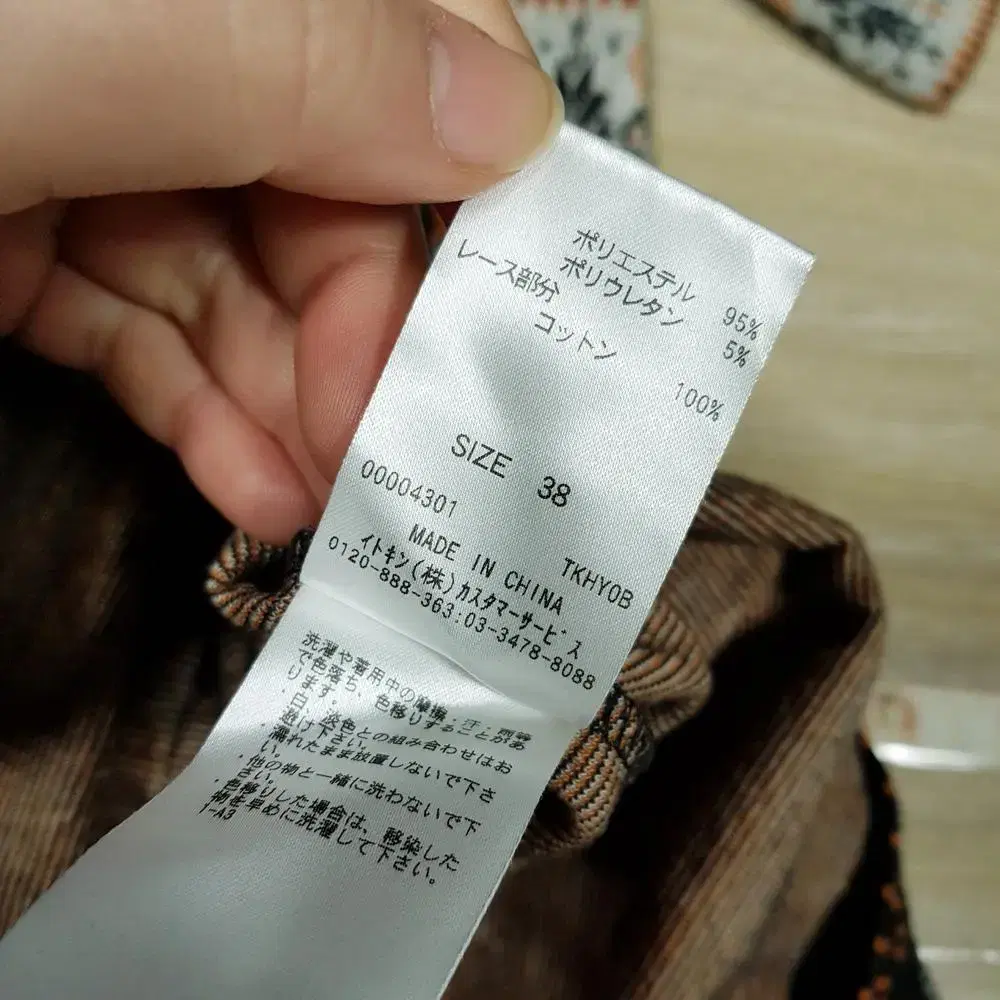 ポリエステル 95%
ポリウレタン 5%
レース部分
コットン 100%
SIZE 38
00004301
MADE IN CHINA TKHYOB
イトキン(株)カスタマーサービス
0120-888-363:03-3478-8088
洗濯や着用中の摩擦、汗、雨等
で色落ち、色移りすることがあ
ります。
・白、淡色との組み合わせはお
避け下さい。
・濡れたまま放置しないで下さ
い。
・他の物と一緒に洗わないで下
さい。
・色移りした場合は、移染した
物を早めに洗濯して下さい。
1-A3